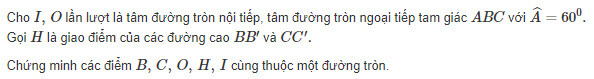 Cho I, O lần lượt là tâm đường tròn nội tiếp, tâm đường tròn ngoại tiếp tam giác ABC với Â = 60⁰.
Gọi H là giao điểm của các đường cao BB′ và CC′.
Chứng minh các điểm B, C, O, H, I cùng thuộc một đường tròn.